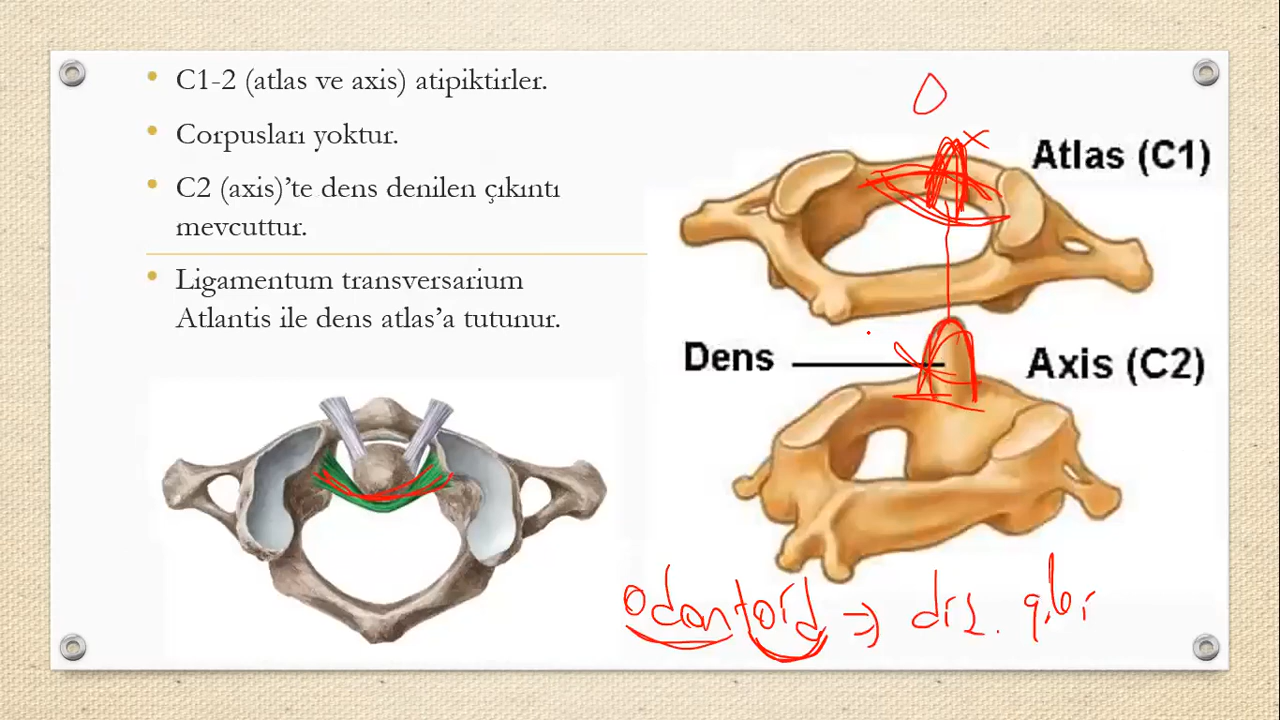 C1-2 (atlas ve axis) atipiktirler.
Corpusları yoktur.
C2 (axis)’te dens denilen çıkıntı
mevcuttur.
Ligamentum transversarium
Atlantis ile dens atlas’a tutunur.
Atlas (C1)
Dens
Axis (C2)
odontoid ⇒ diş gibi